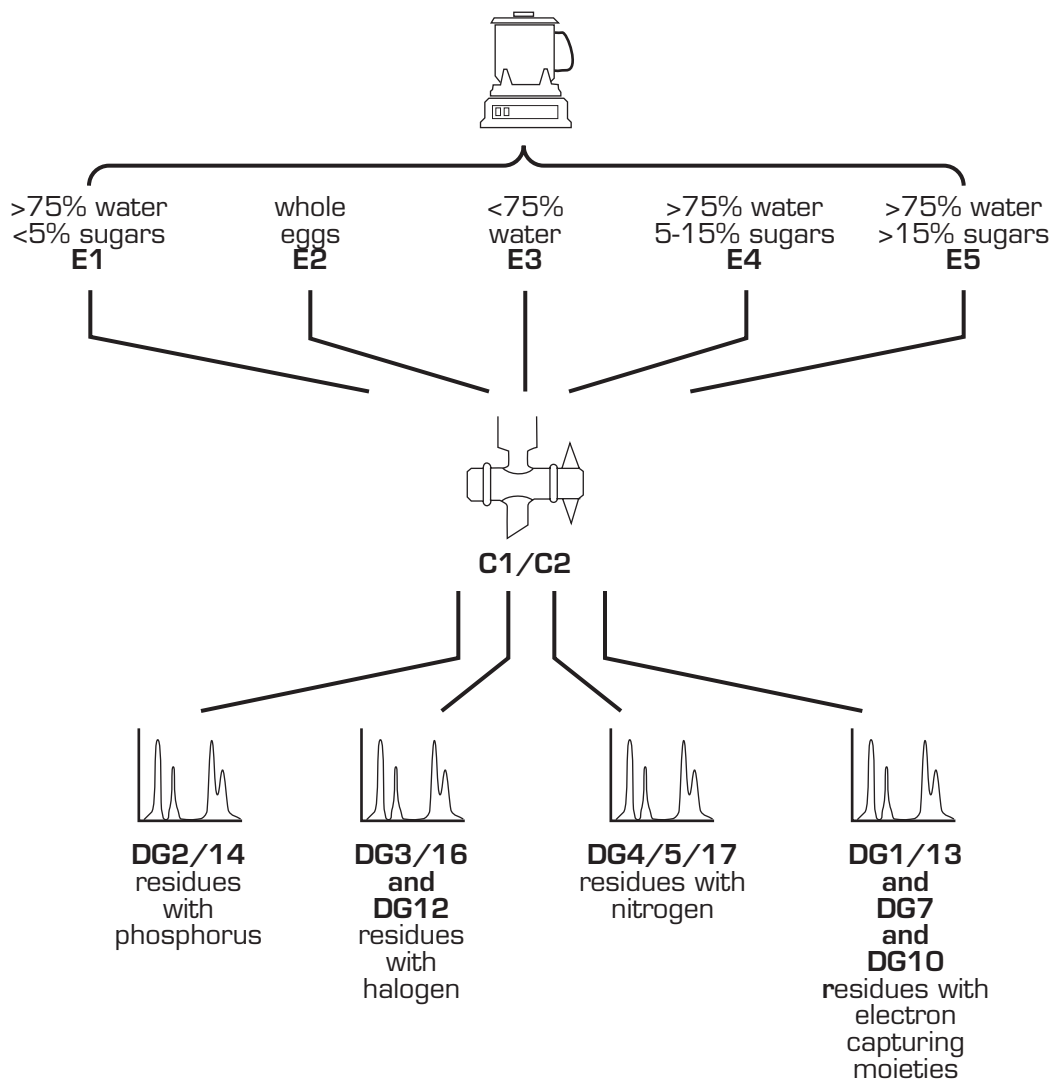 >75% water
<5% sugars
E1
whole
eggs
E2
<75%
water
E3
>75% water
5-15% sugars
E4
>75% water
>15% sugars
E5
C1/C2
DG2/14
residues
with
phosphorus
DG3/16
and
DG12
residues
with
halogen
DG4/5/17
residues with
nitrogen
DG1/13
and
DG7
and
DG10
residues with
electron
capturing
moieties